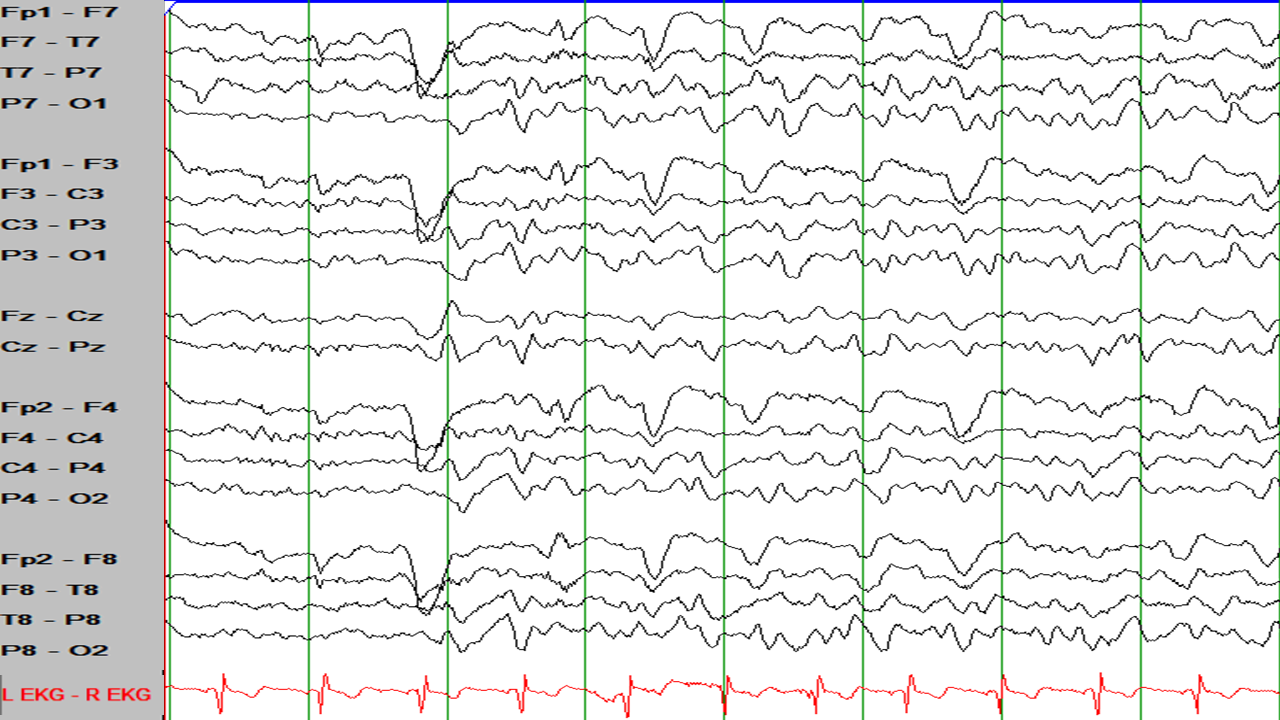 Fp1 - F7
F7 - T7
T7 - P7
P7 - O1
Fp1 - F3
F3 - C3
C3 - P3
P3 - O1
Fz - Cz
Cz - Pz
Fp2 - F4
F4 - C4
C4 - P4
P4 - O2
Fp2 - F8
F8 - T8
T8 - P8
P8 - O2
L EKG - R EKG